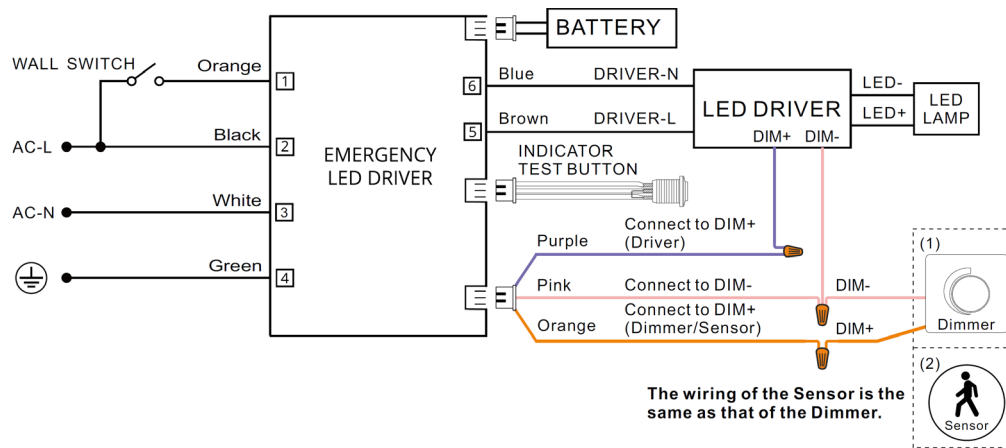 BATTERY
WALL SWITCH
Orange
1
6
Blue
DRIVER-N
LED DRIVER
DIM+
DIM-
LED-
LED+
LED
LAMP
AC-L
Black
2
5
Brown
DRIVER-L
EMERGENCY
LED DRIVER
INDICATOR
TEST BUTTON
AC-N
White
3
Green
4
Purple
Connect to DIM+
(Driver)
Pink
Connect to DIM-
DIM-
Orange
Connect to DIM+
(Dimmer/Sensor)
DIM+
(1)
Dimmer
(2)
Sensor
The wiring of the Sensor is the
same as that of the Dimmer.